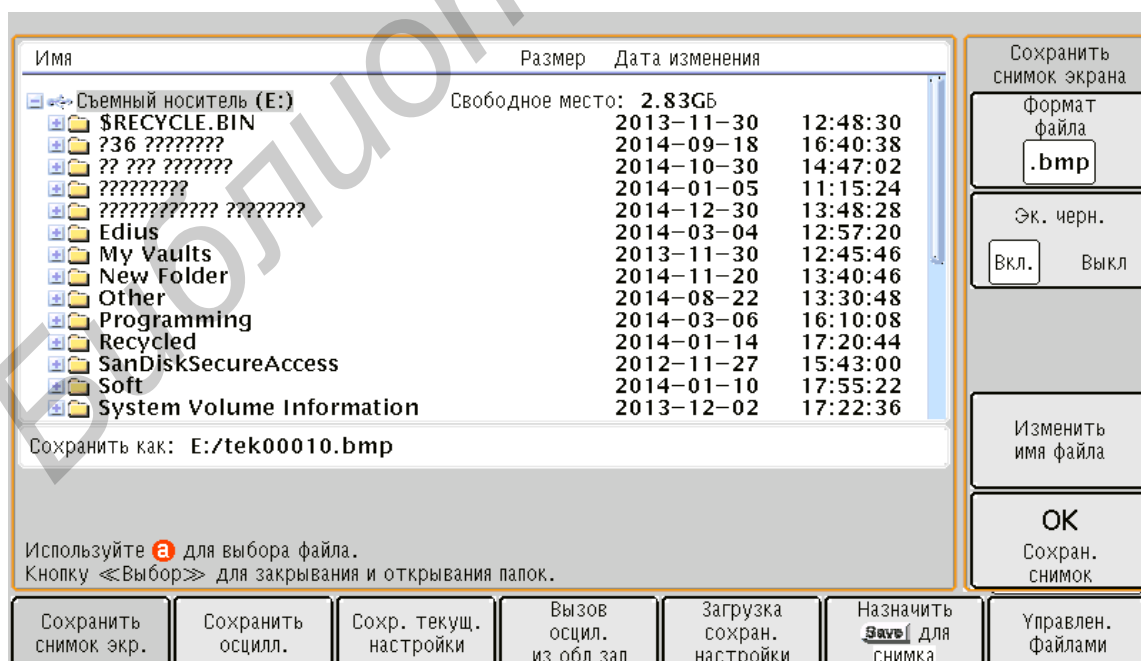 Имя Размер Дата изменения
Съемный носитель (E:) Свободное место: 2.83GБ
$RECYCLE.BIN 2013-11-30 12:48:30
?36 ???????? 2014-09-18 16:40:38
?? ??? ??????? 2014-10-30 14:47:02
????????? 2014-01-05 11:15:24
???????????? ???????? 2014-12-30 13:48:28
Edius 2014-03-04 12:57:20
My Vaults 2013-11-30 12:45:46
New Folder 2014-11-20 13:40:46
Other 2014-08-22 13:30:48
Programming 2014-03-06 16:10:08
Recycled 2014-01-14 17:20:44
SanDiskSecureAccess 2012-11-27 15:43:00
Soft 2014-01-10 17:55:22
System Volume Information 2013-12-02 17:22:36
Сохранить как: E:/tek00010.bmp
Используйте a для выбора файла.
Кнопку ≪Выбор≫ для закрывания и открывания папок.
Сохранить
снимок экрана
Формат
файла
.bmp
Эк. черн.
Вкл. Выкл
Изменить
имя файла
OK
Сохран.
снимок
Сохранить
снимок экр.
Сохранить
осцилл.
Сохр. текущ.
настройки
Вызов
осцил.
из обл зап
Загрузка
сохран.
настройки
Назначить
Save для
снимка
Управлен.
файлами
Библио